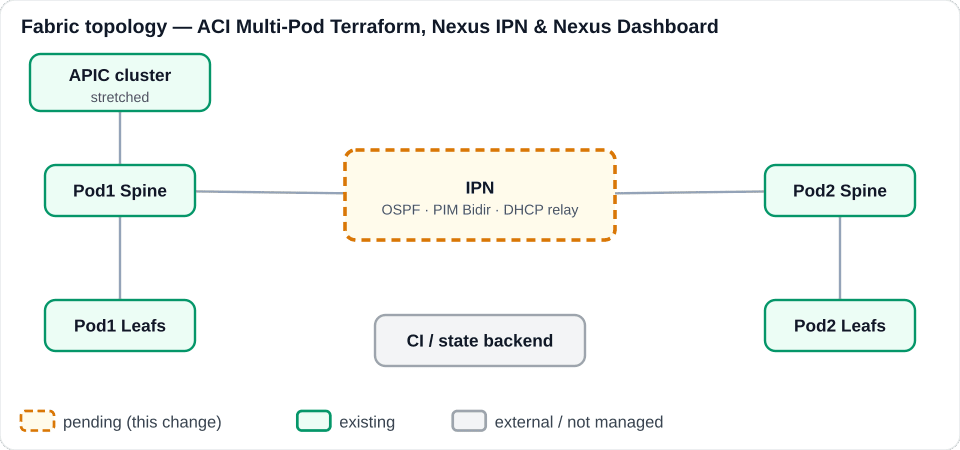 Fabric topology — ACI Multi-Pod Terraform, Nexus IPN & Nexus Dashboard
APIC cluster
stretched
Pod1 Spine
IPN
OSPF · PIM Bidir · DHCP relay
Pod2 Spine
Pod1 Leafs
CI / state backend
Pod2 Leafs
pending (this change)
existing
external / not managed